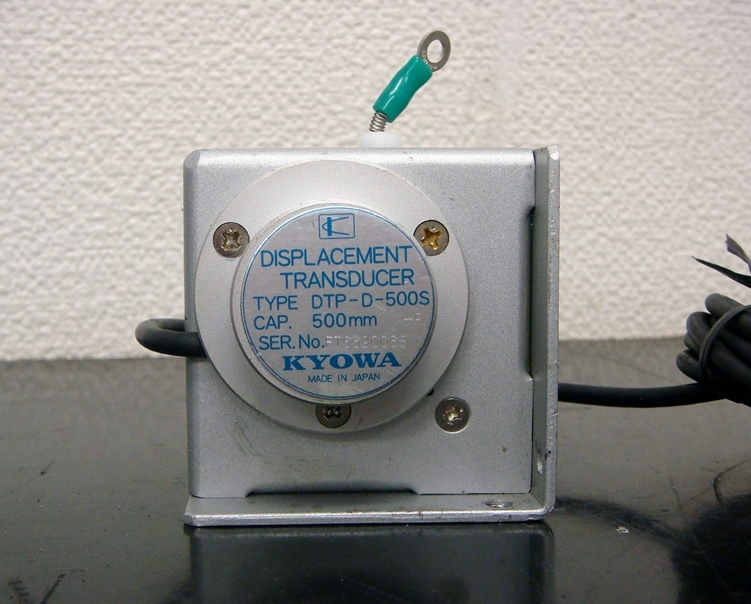 DISPLACEMENT
TRANSDUCER
TYPE DTP-D-500S
CAP. 500mm
SER.No.
KYOWA
MADE IN JAPAN